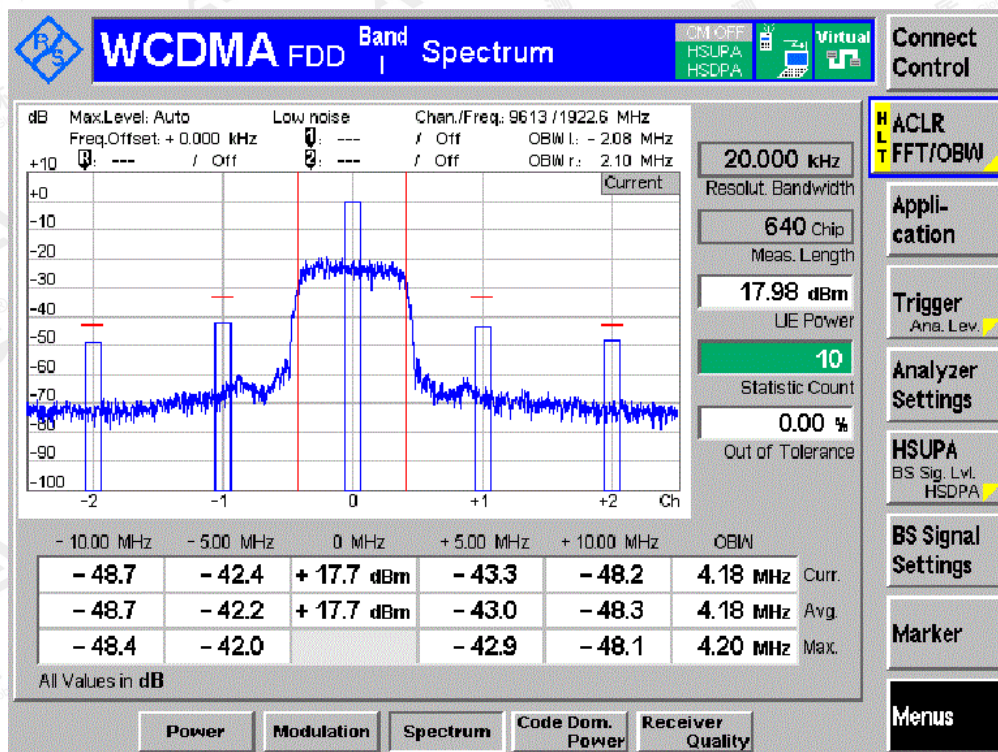 R&S
WCDMA FDD Band I Spectrum
CM OFF
HSUPA
HSDPA
Virtual
Connect Control
dB Max.Level: Auto Low noise Chan./Freq.: 9613 / 1922.6 MHz
Freq.Offset: + 0.000 kHz 1: --- / Off OBW l.: - 2.08 MHz
R: --- / Off 2: --- / Off OBW r.: 2.10 MHz
Current
+10
+0
-10
-20
-30
-40
-50
-60
-70
-80
-90
-100
-2 -1 0 +1 +2 Ch
20.000 kHz
Resolut. Bandwidth
640 Chip
Meas. Length
17.98 dBm
UE Power
10
Statistic Count
0.00 %
Out of Tolerance
- 10.00 MHz - 5.00 MHz 0 MHz + 5.00 MHz + 10.00 MHz OBW
- 48.7 - 42.4 + 17.7 dBm - 43.3 - 48.2 4.18 MHz Curr.
- 48.7 - 42.2 + 17.7 dBm - 43.0 - 48.3 4.18 MHz Avg.
- 48.4 - 42.0 - 42.9 - 48.1 4.20 MHz Max.
All Values in dB
HLT
ACLR
FFT/OBW
Appli-
cation
Trigger
Ana. Lev.
Analyzer
Settings
HSUPA
BS Sig. Lvl.
HSDPA
BS Signal
Settings
Marker
Menus
Power
Modulation
Spectrum
Code Dom.
Power
Receiver
Quality